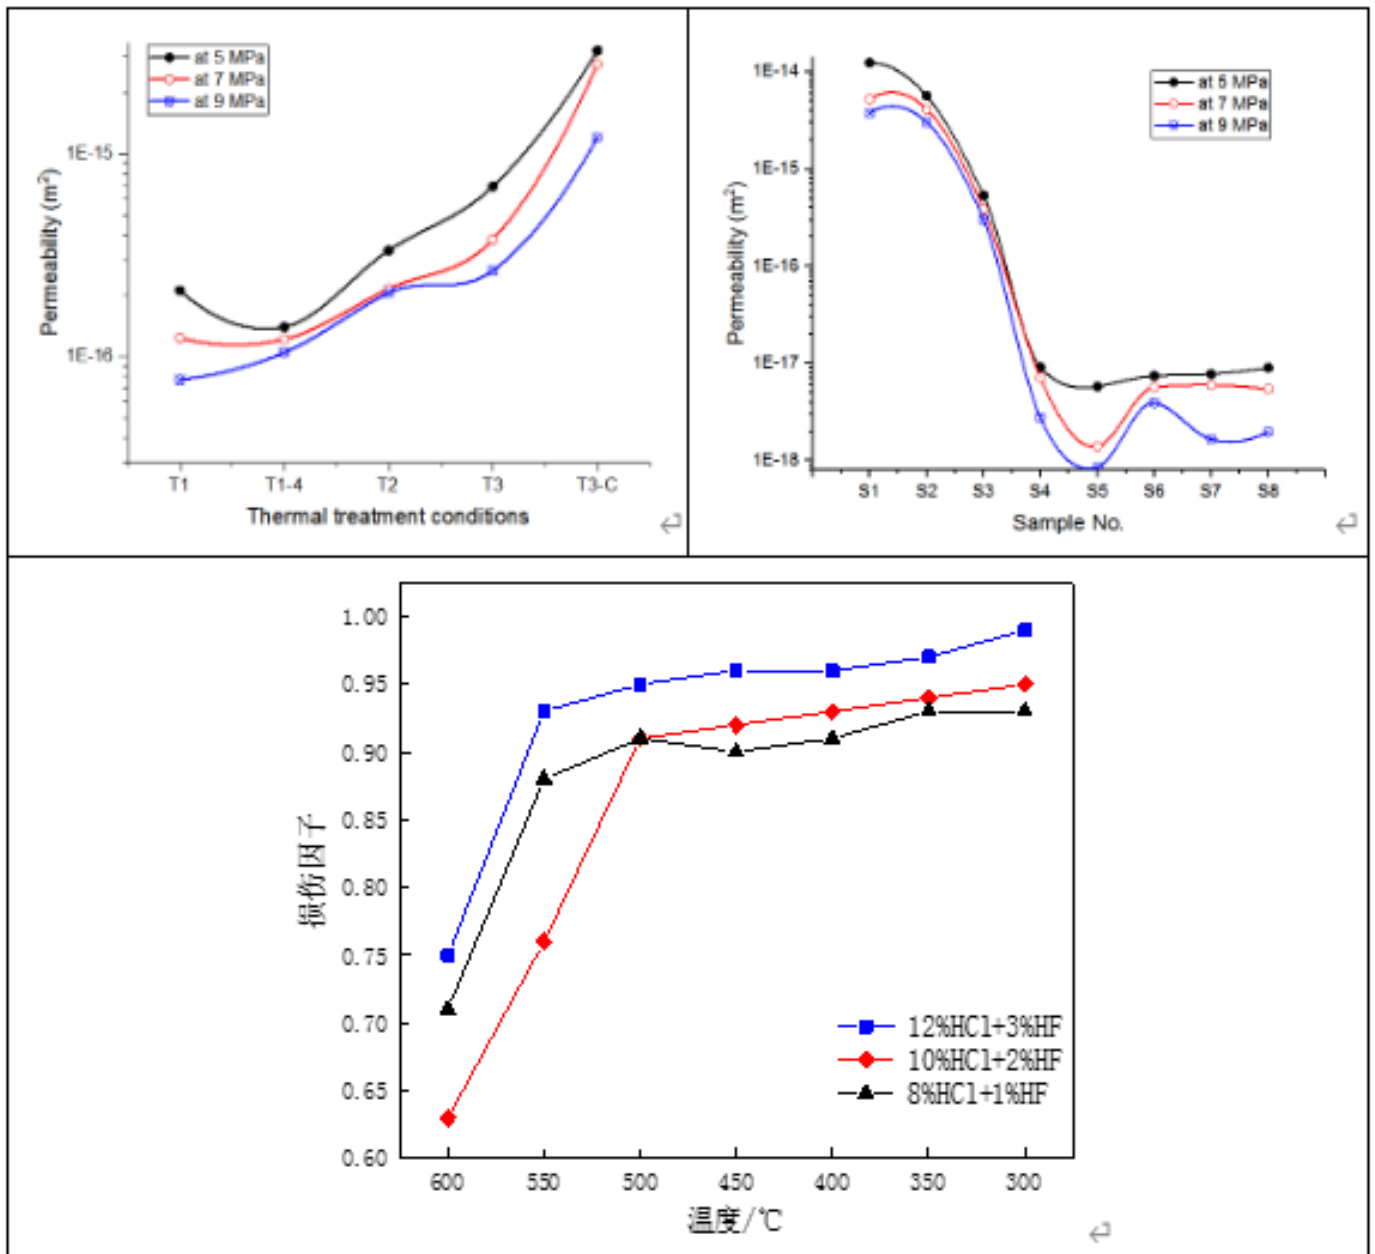 at 5 MPa
at 7 MPa
at 9 MPa
Permeability (m²)
1E-15
1E-16
T1
T1-4
T2
T3
T3-C
Thermal treatment conditions
at 5 MPa
at 7 MPa
at 9 MPa
Permeability (m²)
1E-14
1E-15
1E-16
1E-17
1E-18
S1
S2
S3
S4
S5
S6
S7
S8
Sample No.
损伤因子
1.00
0.95
0.90
0.85
0.80
0.75
0.70
0.65
0.60
12%HCl+3%HF
10%HCl+2%HF
8%HCl+1%HF
600
550
500
450
400
350
300
温度/℃